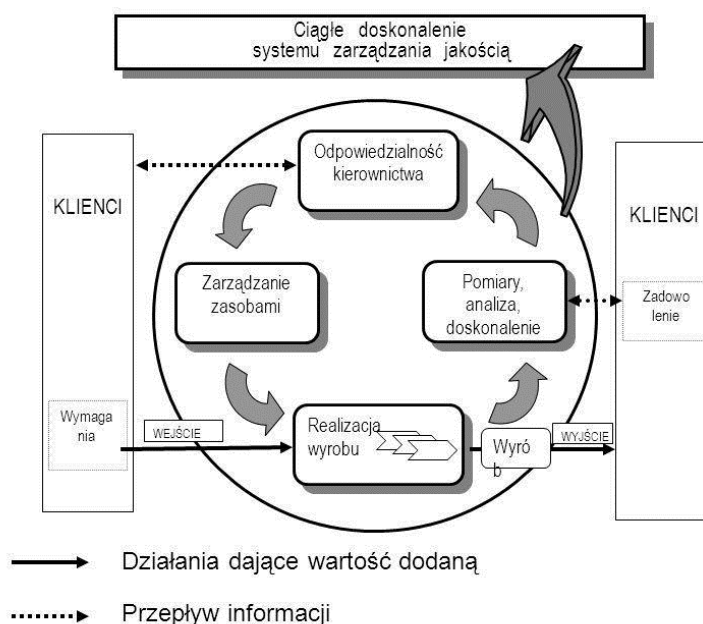 Ciągłe doskonalenie
systemu zarządzania jakością
Odpowiedzialność
kierownictwa
KLIENCI
KLIENCI
Zarządzanie
zasobami
Pomiary,
analiza,
doskonalenie
Zadowo
lenie
Wymaga
nia
WEJŚCIE
Realizacja
wyrobu
Wyró
b
WYJŚCIE
Działania dające wartość dodaną
Przepływ informacji